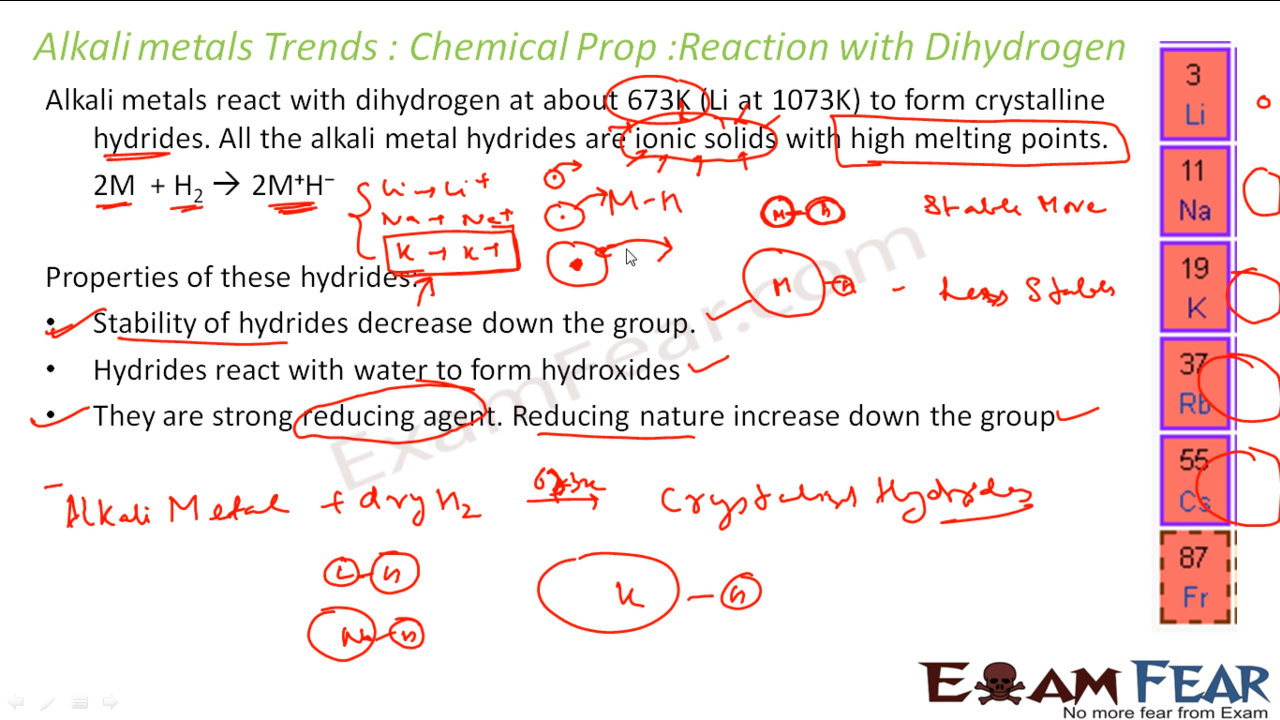 Alkali metals Trends : Chemical Prop :Reaction with Dihydrogen
Alkali metals react with dihydrogen at about 673K (Li at 1073K) to form crystalline
hydrides. All the alkali metal hydrides are ionic solids with high melting points.
2M + H₂ → 2M⁺H⁻
Li → Li⁺
Na → Na⁺
K → K⁺
M-H
M - H
Stable More
M - H - Less Stable
Properties of these hydrides:
• Stability of hydrides decrease down the group.
• Hydrides react with water to form hydroxides
• They are strong reducing agent. Reducing nature increase down the group
Alkali Metal + dry H₂ 673K → Hydrides
L - H
Na - H
K - H
3
Li
11
Na
19
K
37
Rb
55
Cs
87
Fr
ExamFear.com
EXAM FEAR
No more fear from Exam